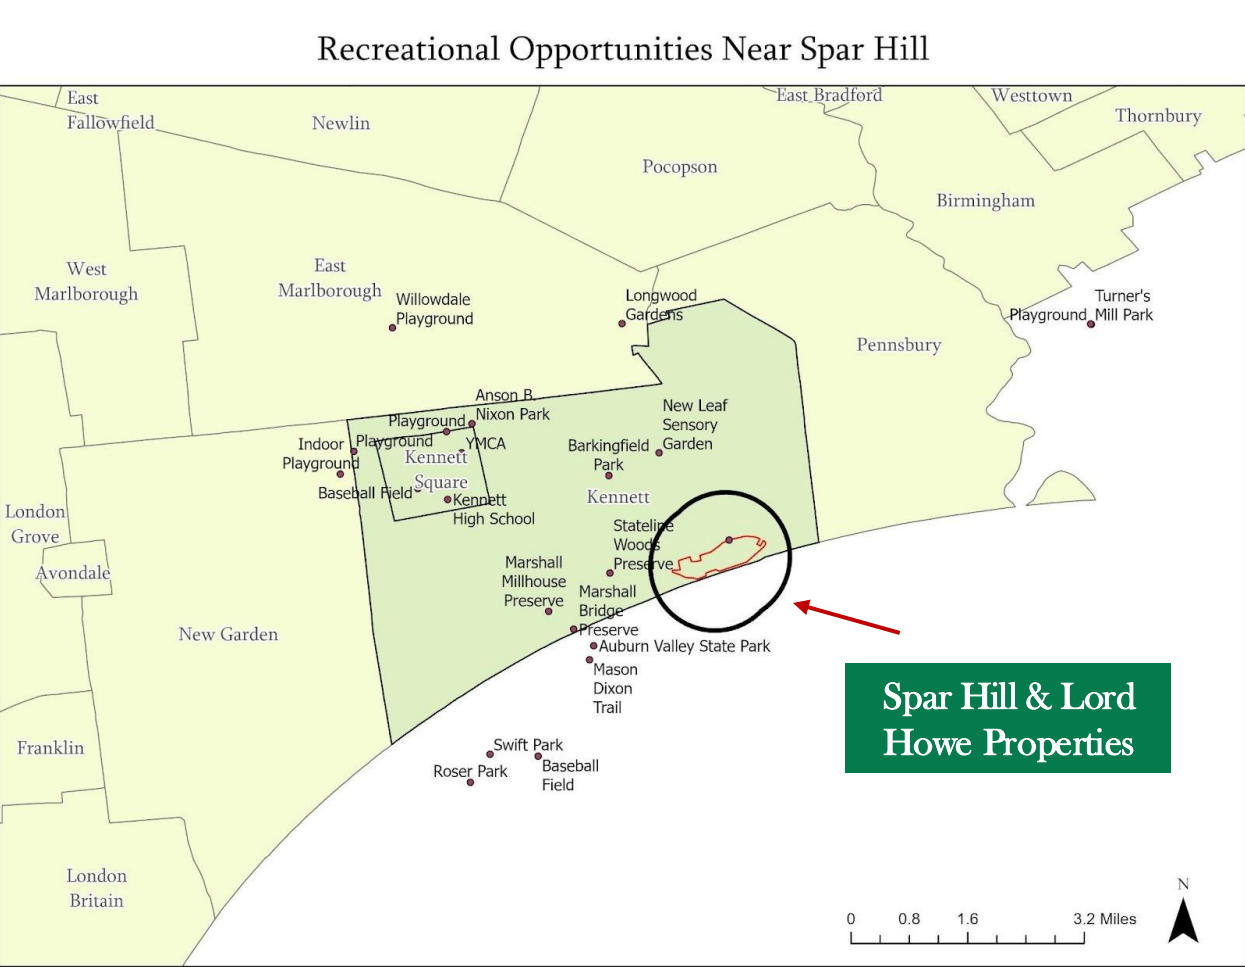 Recreational Opportunities Near Spar Hill
East
Fallowfield
Newlin
East Bradford
Westtown
Thornbury
Pocopson
Birmingham
West
Marlborough
East
Marlborough
Willowdale
Playground
Longwood
Gardens
Turner's
Playground
Mill Park
Pennsbury
Anson B.
Nixon Park
Playground
New Leaf
Sensory
Garden
Indoor
Playground
Playground
YMCA
Barkingfield
Park
Kennett
Square
Baseball Field
Kennett
High School
Kennett
London
Grove
Stateline
Woods
Preserve
Avondale
Marshall
Millhouse
Preserve
Marshall
Bridge
Preserve
New Garden
Auburn Valley State Park
Mason
Dixon
Trail
Spar Hill & Lord
Howe Properties
Franklin
Swift Park
Roser Park
Baseball
Field
London
Britain
N
0 0.8 1.6 3.2 Miles